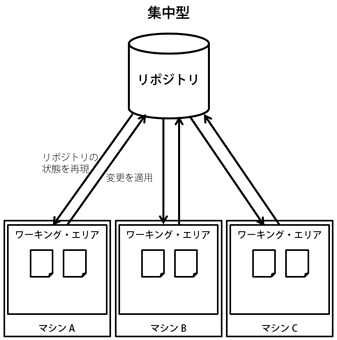 集中型
リポジトリ
リポジトリの
状態を再現
変更を適用
ワーキング・エリア
ワーキング・エリア
ワーキング・エリア
マシン A
マシン B
マシン C